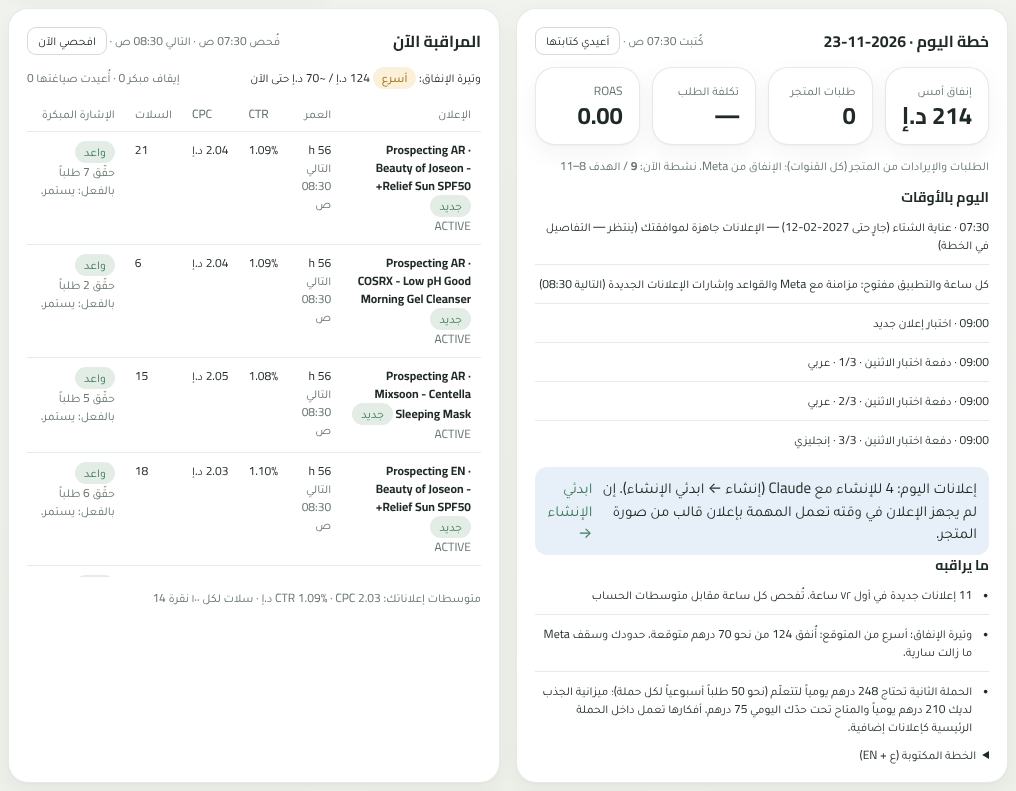 خطة اليوم · 2026-11-23
كُتبت 07:30 ص ·
أعيدي كتابتها
إنفاق أمس
214 د.إ
طلبات المتجر
0
تكلفة الطلب
—
ROAS
0.00
الطلبات والإيرادات من المتجر (كل القنوات)؛ الإنفاق من Meta. نشطة الآن: 9 / الهدف 8–11
اليوم بالأوقات
07:30 · عناية الشتاء (جارٍ حتى 2027-02-12) — الإعلانات جاهزة لموافقتك (ينتظر — التفاصيل
في الخطة)
كل ساعة والتطبيق مفتوح: مزامنة مع Meta والقواعد وإشارات الإعلانات الجديدة (التالية 08:30)
09:00 · اختبار إعلان جديد
09:00 · دفعة اختبار الاثنين · 1/3 · عربي
09:00 · دفعة اختبار الاثنين · 2/3 · عربي
09:00 · دفعة اختبار الاثنين · 3/3 · إنجليزي
إعلانات اليوم: 4 للإنشاء مع Claude (إنشاء ← ابدئي الإنشاء). إن
لم يجهز الإعلان في وقته تعمل المهمة بإعلان قالب من صورة
المتجر.
ابدئي
الإنشاء
→
ما يراقبه
• 11 إعلانات جديدة في أول ٧٢ ساعة، تُفحص كل ساعة مقابل متوسطات الحساب
• وتيرة الإنفاق: أسرع من المتوقع: أُنفق 124 من نحو 70 درهم متوقعة. حدودك وسقف Meta
ما زالت سارية.
• الحملة الثانية تحتاج 248 درهم يومياً لتتعلّم (نحو 50 طلباً أسبوعياً لكل حملة)؛ ميزانية الجذب
لديك 210 درهم يومياً والمتاح تحت حدّك اليومي 75 درهم. أفكارها تعمل داخل الحملة
الرئيسية كإعلانات إضافية.
◀ الخطة المكتوبة (ع + EN)
المراقبة الآن
فُحص 07:30 ص · التالي 08:30 ص ·
افحصي الآن
وتيرة الإنفاق: أسرع 124 د.إ / ~70 د.إ حتى الآن
إيقاف مبكر 0 · أُعيدت صياغتها 0
الإعلان العمر CTR CPC السلات الإشارة المبكرة
Prospecting AR ·
Beauty of Joseon -
Relief Sun SPF50+
جديد
ACTIVE
56 h
التالي
08:30
ص
1.09%
2.04 د.إ
21
واعد
حقّق 7 طلباً
بالفعل: يستمر.
Prospecting AR ·
COSRX - Low pH Good
Morning Gel Cleanser
جديد
ACTIVE
56 h
التالي
08:30
ص
1.09%
2.04 د.إ
6
واعد
حقّق 2 طلباً
بالفعل: يستمر.
Prospecting AR ·
Mixsoon - Centella
Sleeping Mask جديد
ACTIVE
56 h
التالي
08:30
ص
1.08%
2.05 د.إ
15
واعد
حقّق 5 طلباً
بالفعل: يستمر.
Prospecting EN ·
Beauty of Joseon -
Relief Sun SPF50+
جديد
ACTIVE
56 h
التالي
08:30
ص
1.10%
2.03 د.إ
18
واعد
حقّق 6 طلباً
بالفعل: يستمر.
متوسطات إعلاناتك: CTR 1.09% · CPC 2.03 د.إ · سلات لكل ١٠٠ نقرة 14